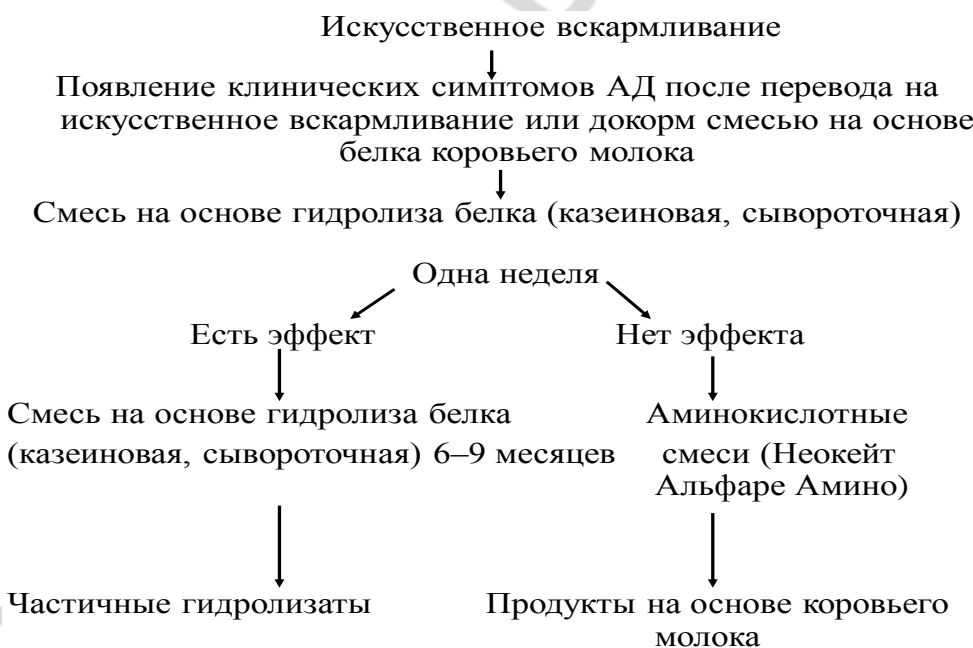 Искусственное вскармливание
Появление клинических симптомов АД после перевода на
искусственное вскармливание или докорм смесью на основе
белка коровьего молока
Смесь на основе гидролиза белка (казеиновая, сывороточная)
Одна неделя
Есть эффект
Нет эффекта
Смесь на основе гидролиза белка
(казеиновая, сывороточная) 6–9 месяцев
Аминокислотные
смеси (Неокейт
Альфаре Амино)
Частичные гидролизаты
Продукты на основе коровьего
молока